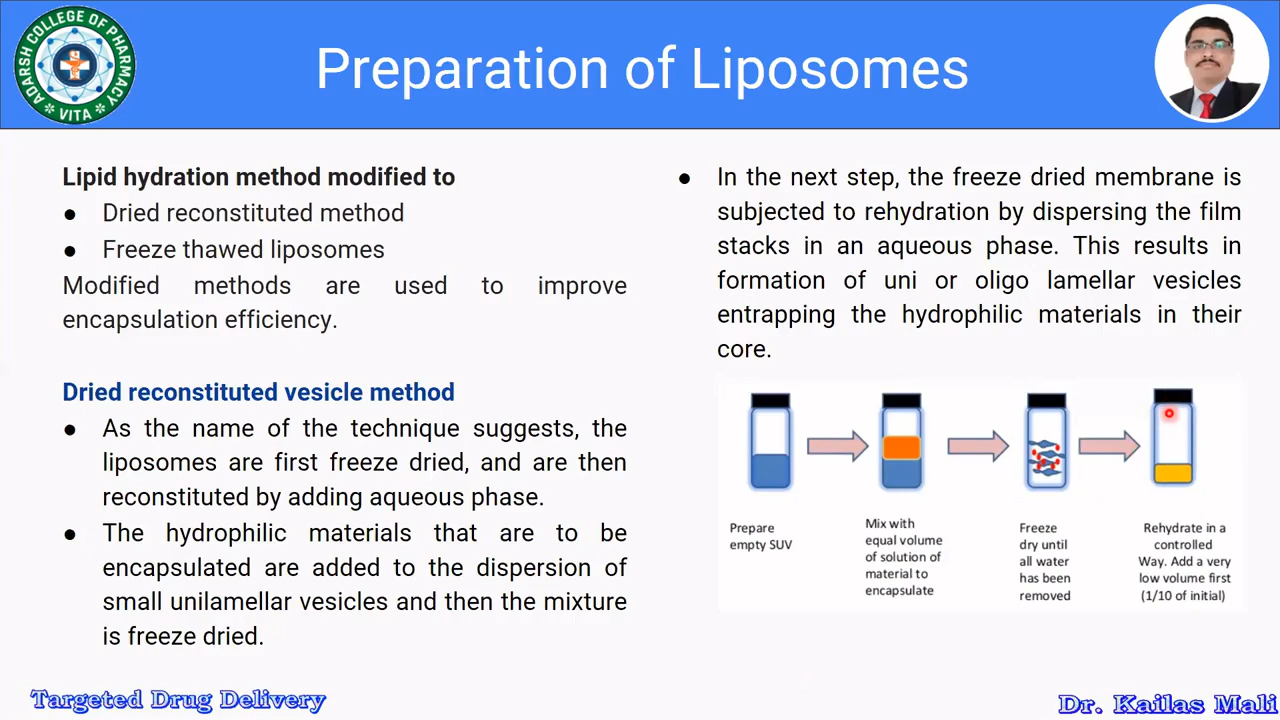 ADARSH COLLEGE OF PHARMACY
VITA
Preparation of Liposomes
Lipid hydration method modified to
● Dried reconstituted method
● Freeze thawed liposomes
Modified methods are used to improve
encapsulation efficiency.
Dried reconstituted vesicle method
● As the name of the technique suggests, the
liposomes are first freeze dried, and are then
reconstituted by adding aqueous phase.
● The hydrophilic materials that are to be
encapsulated are added to the dispersion of
small unilamellar vesicles and then the mixture
is freeze dried.
● In the next step, the freeze dried membrane is
subjected to rehydration by dispersing the film
stacks in an aqueous phase. This results in
formation of uni or oligo lamellar vesicles
entrapping the hydrophilic materials in their
core.
Prepare
empty SUV
Mix with
equal volume
of solution of
material to
encapsulate
Freeze
dry until
all water
has been
removed
Rehydrate in a
controlled
Way. Add a very
low volume first
(1/10 of initial)
Targeted Drug Delivery
Dr. Kailas Mali